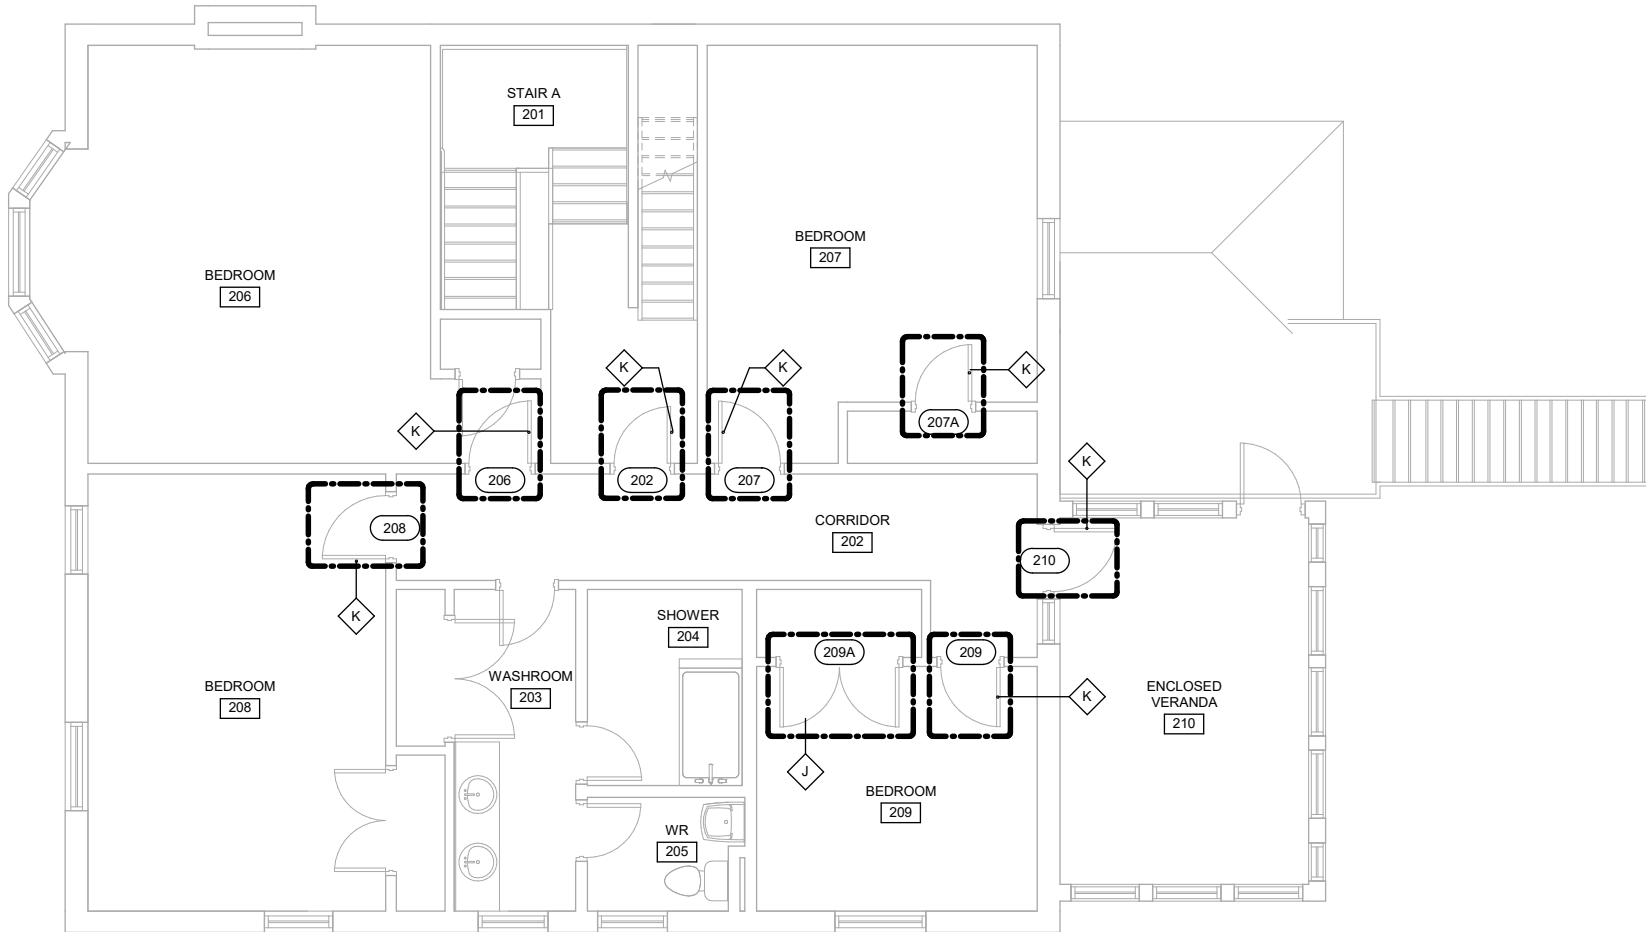 STAIR A
201
BEDROOM
207
BEDROOM
206
K
K
K
207A
K
K
206
202
207
208
CORRIDOR
202
K
210
K
SHOWER
204
209A
209
WASHROOM
203
BEDROOM
208
K
ENCLOSED
VERANDA
210
J
BEDROOM
209
WR
205